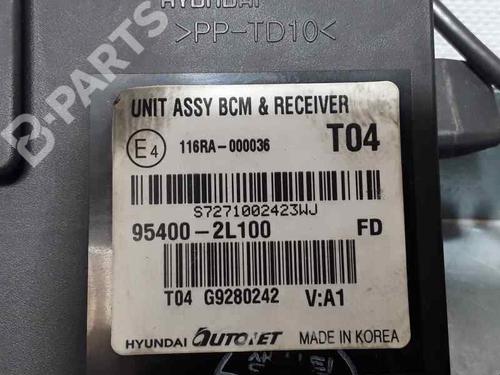 HYUNDAI
>PP-TD10<
B-PARTS
UNIT ASSY BCM & RECEIVER
E4 116RA-000036 T04
S7271002423WJ
95400-2L100 FD
T04 G9280242 V:A1
HYUNDAI AUTONET MADE IN KOREA